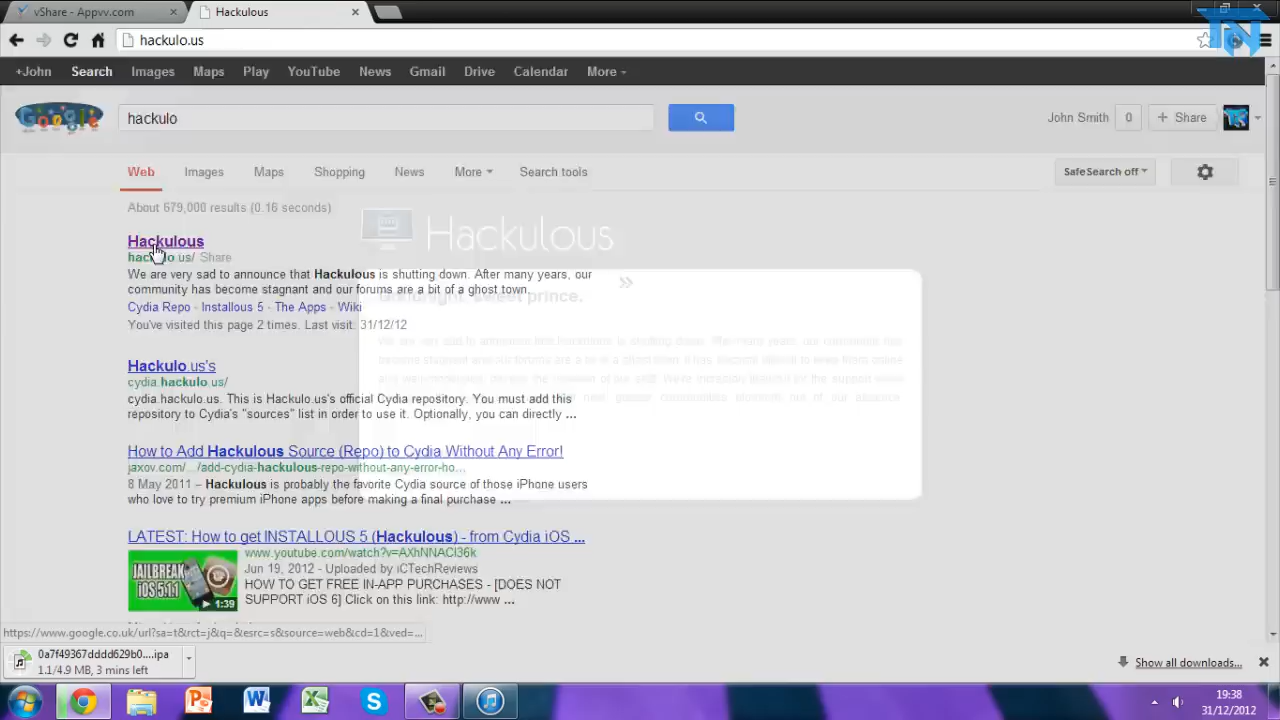 vShare - Appvv.com
Hackulous
hackulo.us
+John Search Images Maps Play YouTube News Gmail Drive Calendar More
Google hackulo John Smith 0 + Share
Web Images Maps Shopping News More Search tools SafeSearch off
About 679,000 results (0.16 seconds)
Hackulous
Hackulous
hackulo.us/ Share
We are very sad to announce that Hackulous is shutting down. After many years, our
community has become stagnant and our forums are a bit of a ghost town.
sweet prince.
Cydia Repo - Installous 5 - The Apps - Wiki
You've visited this page 2 times. Last visit: 31/12/12
Hackulo.us's
cydia.hackulo.us/
cydia.hackulo.us. This is Hackulo.us's official Cydia repository. You must add this
repository to Cydia's "sources" list in order to use it. Optionally, you can directly ...
How to Add Hackulous Source (Repo) to Cydia Without Any Error!
jaxov.com/.../add-cydia-hackulous-repo-without-any-error-ho...
8 May 2011 – Hackulous is probably the favorite Cydia source of those iPhone users
who love to try premium iPhone apps before making a final purchase ...
LATEST: How to get INSTALLOUS 5 (Hackulous) - from Cydia iOS ...
www.youtube.com/watch?v=AXhNNACl36k
Jun 19, 2012 - Uploaded by iCTechReviews
HOW TO GET FREE IN-APP PURCHASES - [DOES NOT
SUPPORT iOS 6] Click on this link: http://www ...
JAILBREAK
iOS 5.1.1
1:39
https://www.google.co.uk/url?sa=t&rct=j&q=&esrc=s&source=web&cd=1&ved=...
0a7f49367dddd629b0....ipa
1.1/4.9 MB, 3 mins left
Show all downloads...
19:38
31/12/2012